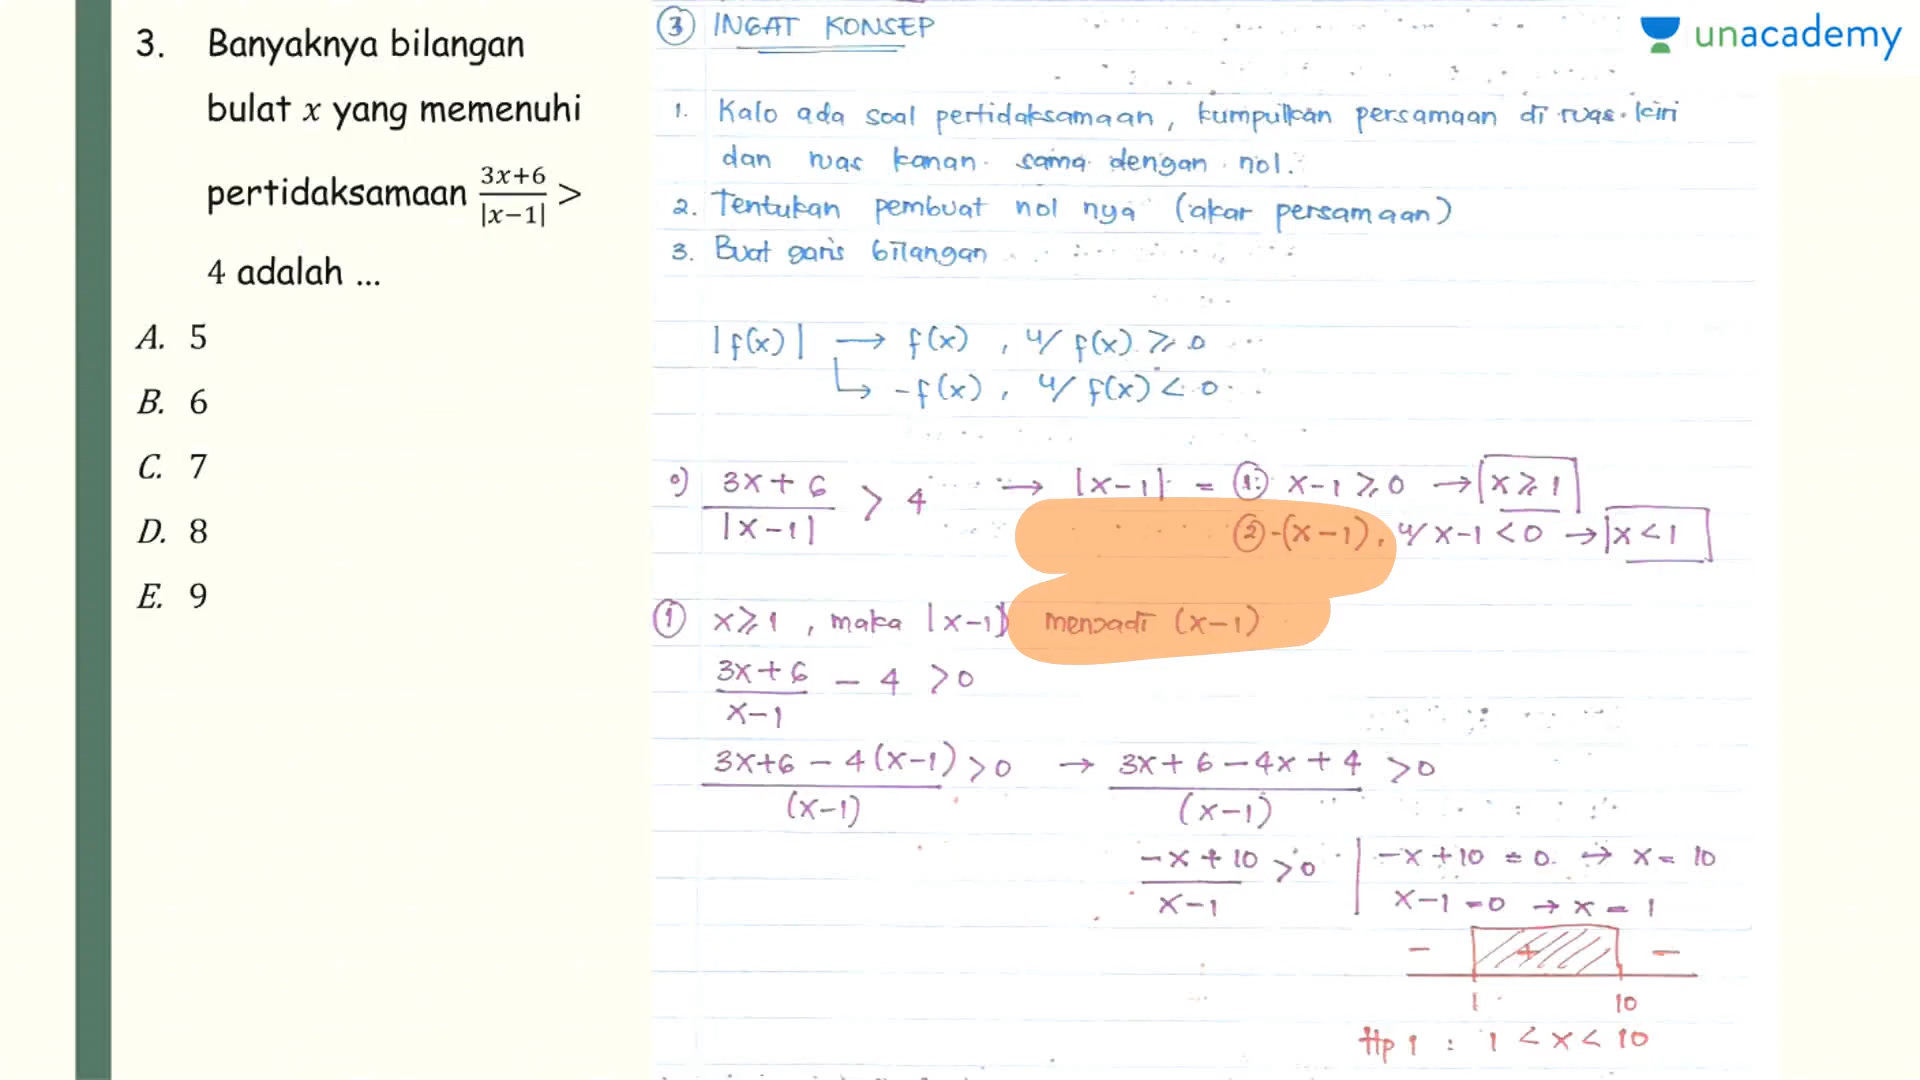 3. Banyaknya bilangan
bulat x yang memenuhi
pertidaksamaan (3x+6)/|x−1| >
4 adalah ...
A. 5
B. 6
C. 7
D. 8
E. 9
unacademy
③ INGAT KONSEP
1. Kalo ada soal pertidaksamaan, kumpulkan persamaan di ruas kiri
dan ruas kanan sama dengan nol.
2. Tentukan pembuat nol nya (akar persamaan)
3. Buat garis bilangan
|f(x)| → f(x), u/ f(x) ≥ 0
↳ -f(x), u/ f(x) < 0
o) (3x+6)/|x−1| > 4 → |x−1| = ①: x−1 ≥ 0 → x ≥ 1
② -(x−1), u/ x−1 < 0 → x < 1
① x ≥ 1, maka |x−1| menjadi (x−1)
(3x+6)/(x−1) − 4 > 0
(3x+6 − 4(x−1))/(x−1) > 0 → (3x+6−4x+4)/(x−1) > 0
(−x+10)/(x−1) > 0 | −x+10 = 0 → x = 10
x−1 = 0 → x = 1
− + −
1 10
Hp 1 : 1 < x < 10